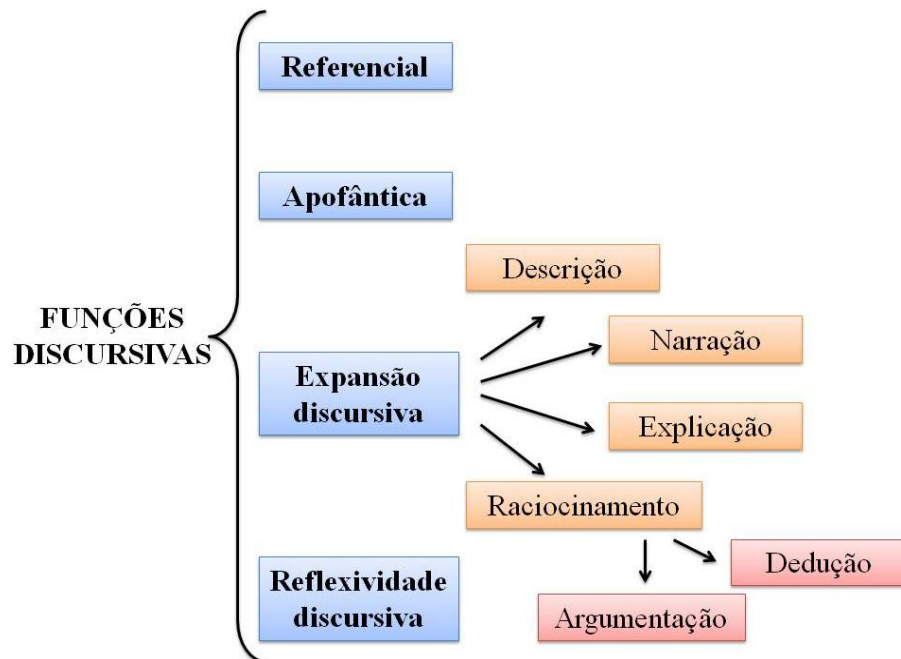 Referencial
Apofântica
Descrição
FUNÇÕES
DISCURSIVAS
Narração
Expansão
discursiva
Explicação
Raciocinamento
Dedução
Reflexividade
discursiva
Argumentação